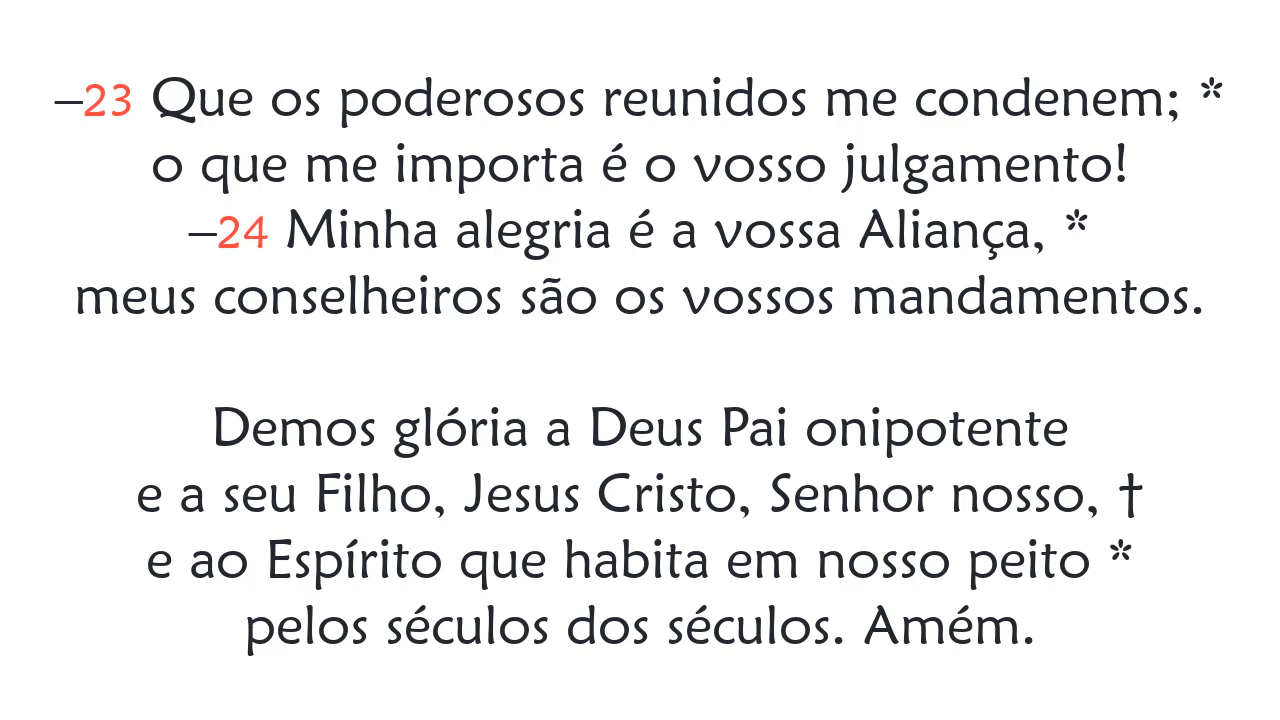 –23 Que os poderosos reunidos me condenem; *
o que me importa é o vosso julgamento!
–24 Minha alegria é a vossa Aliança, *
meus conselheiros são os vossos mandamentos.
Demos glória a Deus Pai onipotente
e a seu Filho, Jesus Cristo, Senhor nosso, †
e ao Espírito que habita em nosso peito *
pelos séculos dos séculos. Amém.